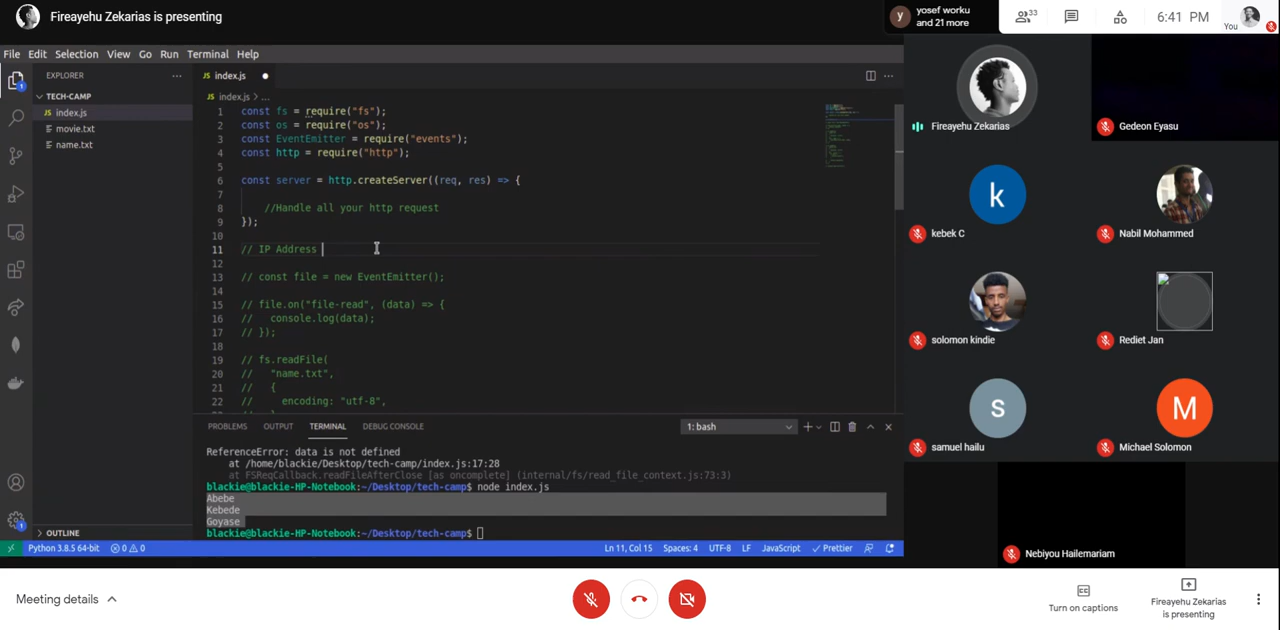 Fireayehu Zekarias is presenting
y
yosef worku
and 21 more
33
6:41 PM
You
File Edit Selection View Go Run Terminal Help
EXPLORER
TECH-CAMP
index.js
movie.txt
name.txt
OUTLINE
1
1
JS index.js
JS index.js > ...
1 const fs = require("fs");
2 const os = require("os");
3 const EventEmitter = require("events");
4 const http = require("http");
5
6 const server = http.createServer((req, res) => {
7
8 //Handle all your http request
9 });
10
11 // IP Address
12
13 // const file = new EventEmitter();
14
15 // file.on("file-read", (data) => {
16 // console.log(data);
17 // });
18
19 // fs.readFile(
20 // "name.txt",
21 // {
22 // encoding: "utf-8",
PROBLEMS OUTPUT TERMINAL DEBUG CONSOLE
1: bash
ReferenceError: data is not defined
at /home/blackie/Desktop/tech-camp/index.js:17:28
at FSReqCallback.readFileAfterClose [as oncomplete] (internal/fs/read_file_context.js:73:3)
blackie@blackie-HP-Notebook:~/Desktop/tech-camp$ node index.js
Abebe
Kebede
Goyase
blackie@blackie-HP-Notebook:~/Desktop/tech-camp$
Python 3.8.5 64-bit 0 0
Ln 11, Col 15 Spaces: 4 UTF-8 LF JavaScript Prettier
Fireayehu Zekarias
Gedeon Eyasu
k
kebek C
Nabil Mohammed
solomon kindie
Rediet Jan
s
samuel hailu
M
Michael Solomon
Nebiyou Hailemariam
Meeting details
CC
Turn on captions
Fireayehu Zekarias
is presenting